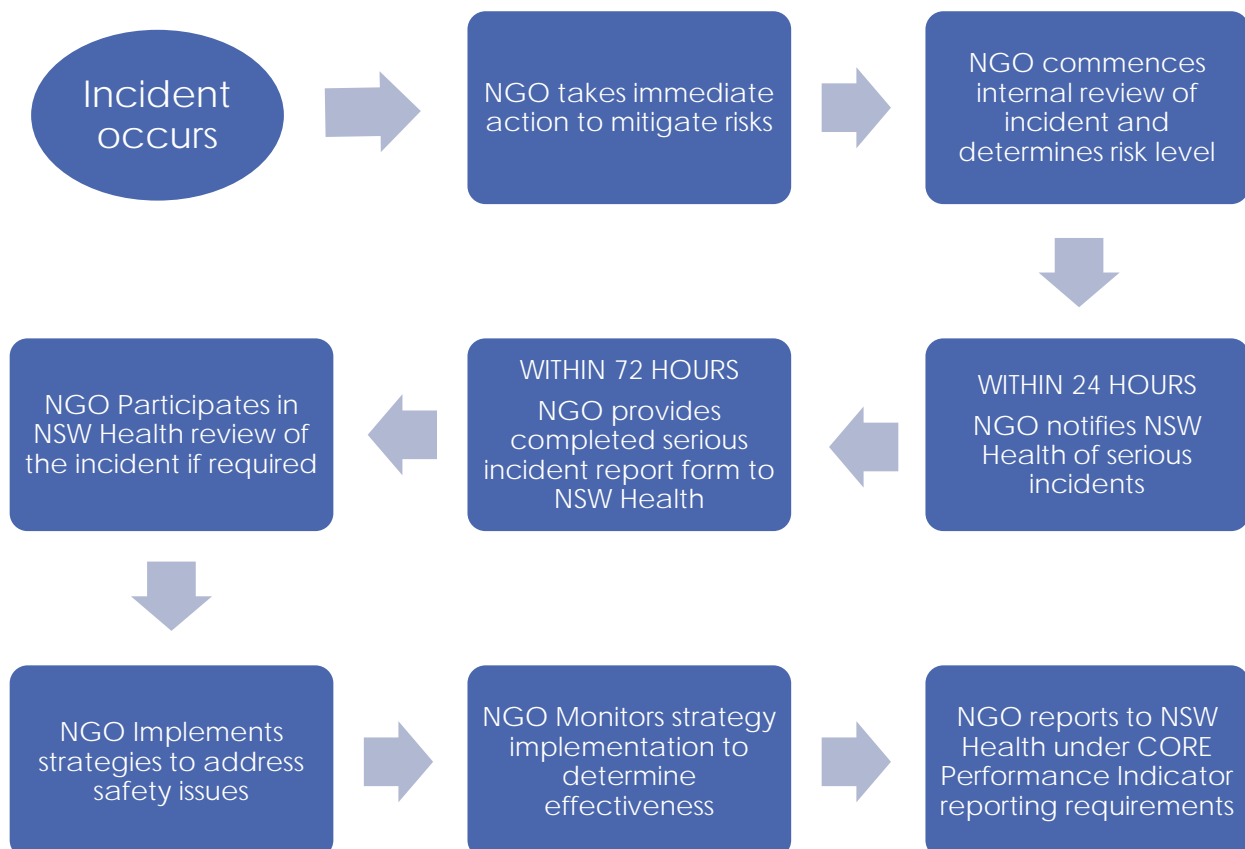 Incident
occurs
NGO takes immediate
action to mitigate risks
NGO commences
internal review of
incident and
determines risk level
WITHIN 24 HOURS
NGO notifies NSW
Health of serious
incidents
WITHIN 72 HOURS
NGO provides
completed serious
incident report form to
NSW Health
NGO Participates in
NSW Health review of
the incident if required
NGO Implements
strategies to address
safety issues
NGO Monitors strategy
implementation to
determine
effectiveness
NGO reports to NSW
Health under CORE
Performance Indicator
reporting requirements